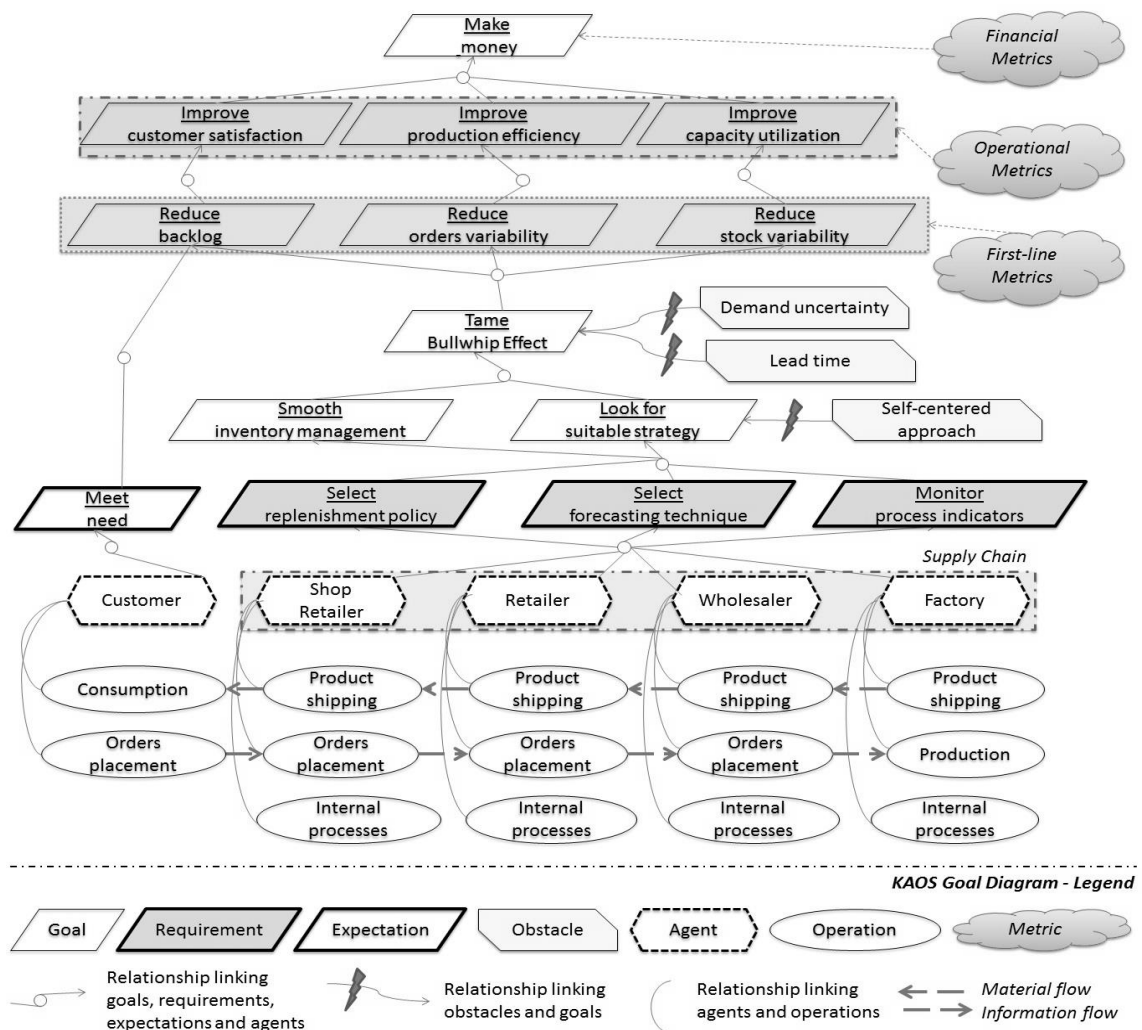 Make
money
Financial
Metrics
Improve
customer satisfaction
Improve
production efficiency
Improve
capacity utilization
Operational
Metrics
Reduce
backlog
Reduce
orders variability
Reduce
stock variability
First-line
Metrics
Tame
Bullwhip Effect
Demand uncertainty
Lead time
Smooth
inventory management
Look for
suitable strategy
Self-centered
approach
Meet
need
Select
replenishment policy
Select
forecasting technique
Monitor
process indicators
Supply Chain
Customer
Shop
Retailer
Retailer
Wholesaler
Factory
Consumption
Product
shipping
Product
shipping
Product
shipping
Product
shipping
Orders
placement
Orders
placement
Orders
placement
Orders
placement
Production
Internal
processes
Internal
processes
Internal
processes
Internal
processes
KAOS Goal Diagram - Legend
Goal
Requirement
Expectation
Obstacle
Agent
Operation
Metric
Relationship linking
goals, requirements,
expectations and agents
Relationship linking
obstacles and goals
Relationship linking
agents and operations
Material flow
Information flow